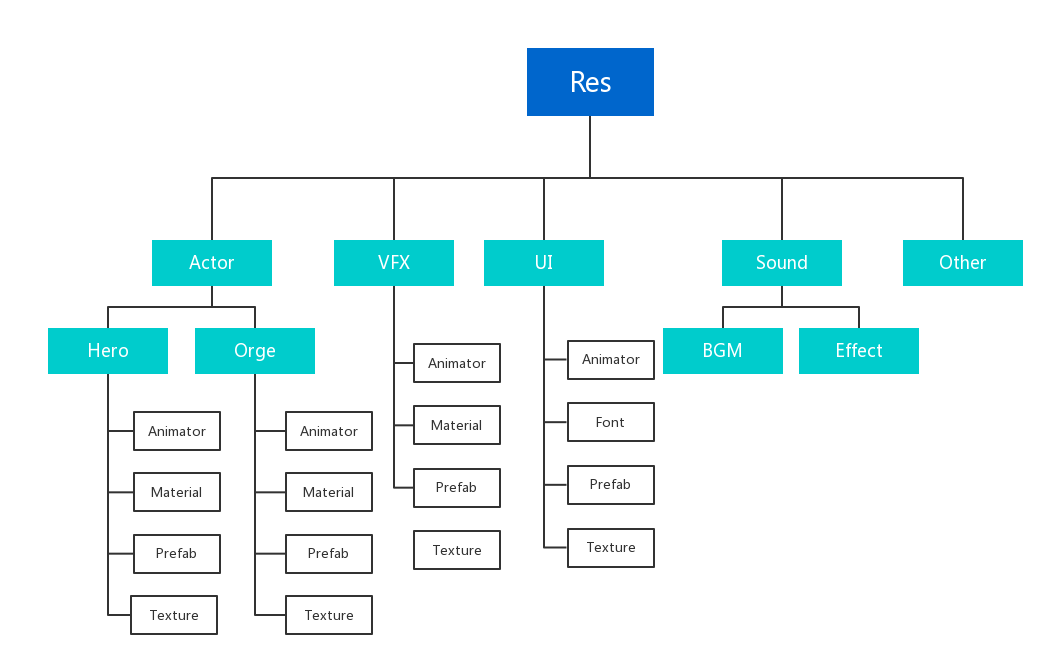 Res
Actor
VFX
UI
Sound
Other
Hero
Orge
BGM
Effect
Animator
Material
Prefab
Texture
Animator
Material
Prefab
Texture
Animator
Material
Prefab
Texture
Animator
Font
Prefab
Texture